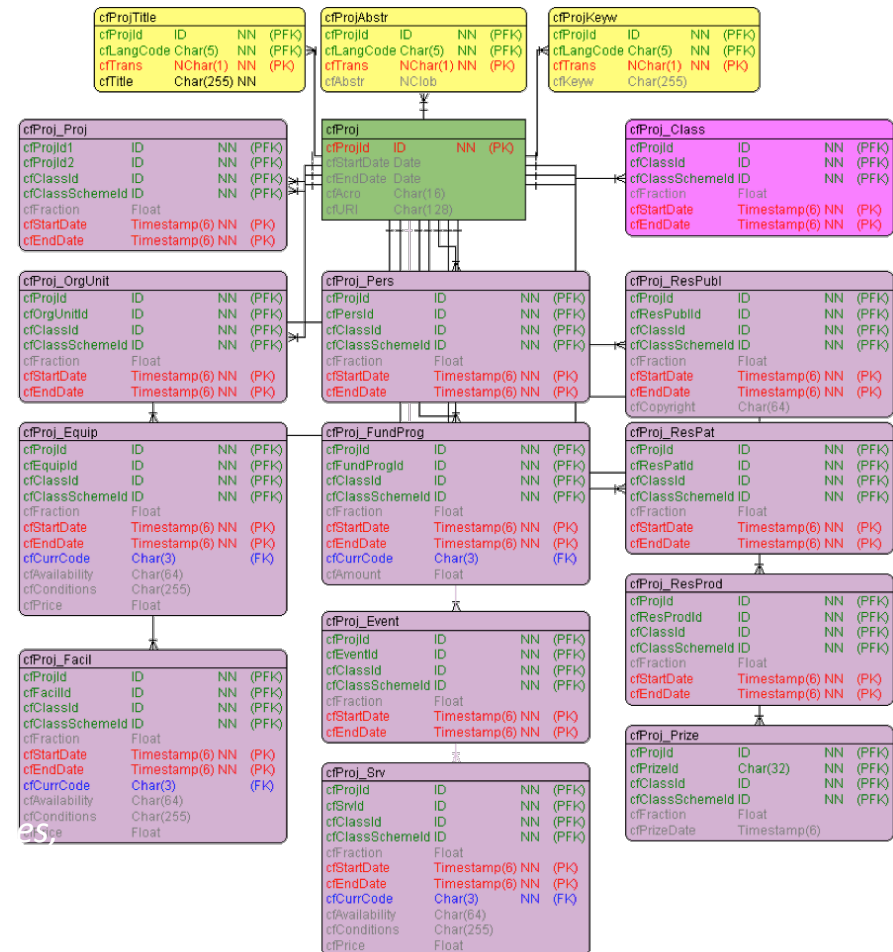 cfProjTitle
cfProjId ID NN (PFK)
cfLangCode Char(5) NN (PFK)
cfTrans NChar(1) NN (PK)
cfTitle Char(255) NN
cfProjAbstr
cfProjId ID NN (PFK)
cfLangCode Char(5) NN (PFK)
cfTrans NChar(1) NN (PK)
cfAbstr NClob
cfProjKeyw
cfProjId ID NN (PFK)
cfLangCode Char(5) NN (PFK)
cfTrans NChar(1) NN (PK)
cfKeyw Char(255)
cfProj_Proj
cfProjId1 ID NN (PFK)
cfProjId2 ID NN (PFK)
cfClassId ID NN (PFK)
cfClassSchemeId ID NN (PFK)
cfFraction Float
cfStartDate Timestamp(6) NN (PK)
cfEndDate Timestamp(6) NN (PK)
cfProj
cfProjId ID NN (PK)
cfStartDate Date
cfEndDate Date
cfAcro Char(16)
cfURI Char(128)
cfProj_Class
cfProjId ID NN (PFK)
cfClassId ID NN (PFK)
cfClassSchemeId ID NN (PFK)
cfFraction Float
cfStartDate Timestamp(6) NN (PK)
cfEndDate Timestamp(6) NN (PK)
cfProj_OrgUnit
cfProjId ID NN (PFK)
cfOrgUnitId ID NN (PFK)
cfClassId ID NN (PFK)
cfClassSchemeId ID NN (PFK)
cfFraction Float
cfStartDate Timestamp(6) NN (PK)
cfEndDate Timestamp(6) NN (PK)
cfProj_Pers
cfProjId ID NN (PFK)
cfPersId ID NN (PFK)
cfClassId ID NN (PFK)
cfClassSchemeId ID NN (PFK)
cfFraction Float
cfStartDate Timestamp(6) NN (PK)
cfEndDate Timestamp(6) NN (PK)
cfProj_ResPubl
cfProjId ID NN (PFK)
cfResPublId ID NN (PFK)
cfClassId ID NN (PFK)
cfClassSchemeId ID NN (PFK)
cfFraction Float
cfStartDate Timestamp(6) NN (PK)
cfEndDate Timestamp(6) NN (PK)
cfCopyright Char(64)
cfProj_Equip
cfProjId ID NN (PFK)
cfEquipId ID NN (PFK)
cfClassId ID NN (PFK)
cfClassSchemeId ID NN (PFK)
cfFraction Float
cfStartDate Timestamp(6) NN (PK)
cfEndDate Timestamp(6) NN (PK)
cfCurrCode Char(3) (FK)
cfAvailability Char(64)
cfConditions Char(255)
cfPrice Float
cfProj_FundProg
cfProjId ID NN (PFK)
cfFundProgId ID NN (PFK)
cfClassId ID NN (PFK)
cfClassSchemeId ID NN (PFK)
cfFraction Float
cfStartDate Timestamp(6) NN (PK)
cfEndDate Timestamp(6) NN (PK)
cfCurrCode Char(3) (FK)
cfAmount Float
cfProj_ResPat
cfProjId ID NN (PFK)
cfResPatId ID NN (PFK)
cfClassId ID NN (PFK)
cfClassSchemeId ID NN (PFK)
cfFraction Float
cfStartDate Timestamp(6) NN (PK)
cfEndDate Timestamp(6) NN (PK)
cfProj_ResProd
cfProjId ID NN (PFK)
cfResProdId ID NN (PFK)
cfClassId ID NN (PFK)
cfClassSchemeId ID NN (PFK)
cfFraction Float
cfStartDate Timestamp(6) NN (PK)
cfEndDate Timestamp(6) NN (PK)
cfProj_Event
cfProjId ID NN (PFK)
cfEventId ID NN (PFK)
cfClassId ID NN (PFK)
cfClassSchemeId ID NN (PFK)
cfFraction Float
cfStartDate Timestamp(6) NN (PK)
cfEndDate Timestamp(6) NN (PK)
cfProj_Facil
cfProjId ID NN (PFK)
cfFacilId ID NN (PFK)
cfClassId ID NN (PFK)
cfClassSchemeId ID NN (PFK)
cfFraction Float
cfStartDate Timestamp(6) NN (PK)
cfEndDate Timestamp(6) NN (PK)
cfCurrCode Char(3) (FK)
cfAvailability Char(64)
cfConditions Char(255)
cfPrice Float
es,
cfProj_Prize
cfProjId ID NN (PFK)
cfPrizeId Char(32) NN (PFK)
cfClassId ID NN (PFK)
cfClassSchemeId ID NN (PFK)
cfFraction Float
cfPrizeDate Timestamp(6)
cfProj_Srv
cfProjId ID NN (PFK)
cfSrvId ID NN (PFK)
cfClassId ID NN (PFK)
cfClassSchemeId ID NN (PFK)
cfFraction Float
cfStartDate Timestamp(6) NN (PK)
cfEndDate Timestamp(6) NN (PK)
cfCurrCode Char(3) NN (FK)
cfAvailability Char(64)
cfConditions Char(255)
cfPrice Float